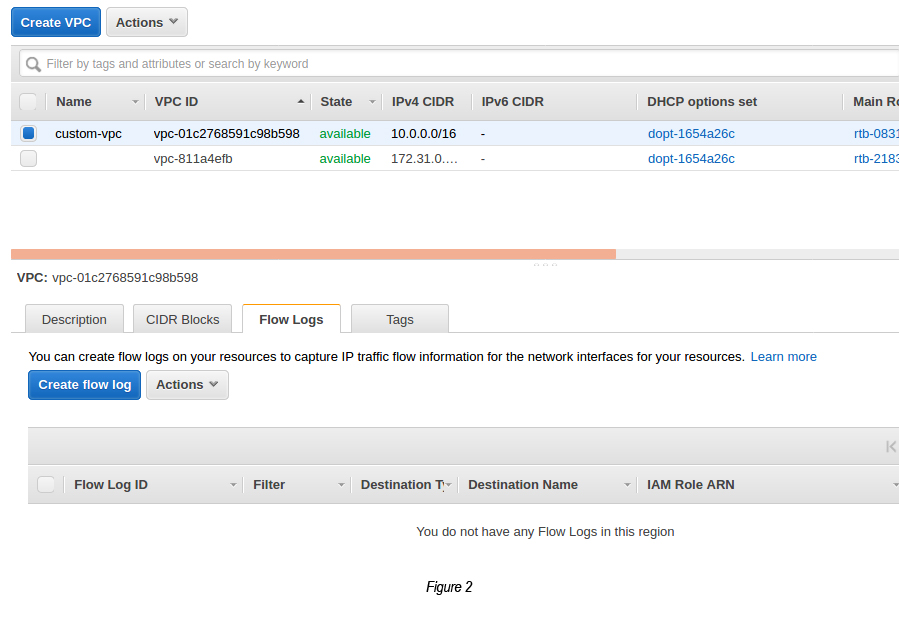 Create VPC Actions
Filter by tags and attributes or search by keyword
Name VPC ID State IPv4 CIDR IPv6 CIDR DHCP options set Main Ro
custom-vpc vpc-01c2768591c98b598 available 10.0.0.0/16 - dopt-1654a26c rtb-0831
vpc-811a4efb available 172.31.0.… - dopt-1654a26c rtb-2183
VPC: vpc-01c2768591c98b598
Description CIDR Blocks Flow Logs Tags
You can create flow logs on your resources to capture IP traffic flow information for the network interfaces for your resources. Learn more
Create flow log Actions
Flow Log ID Filter Destination Ty Destination Name IAM Role ARN
You do not have any Flow Logs in this region
Figure 2